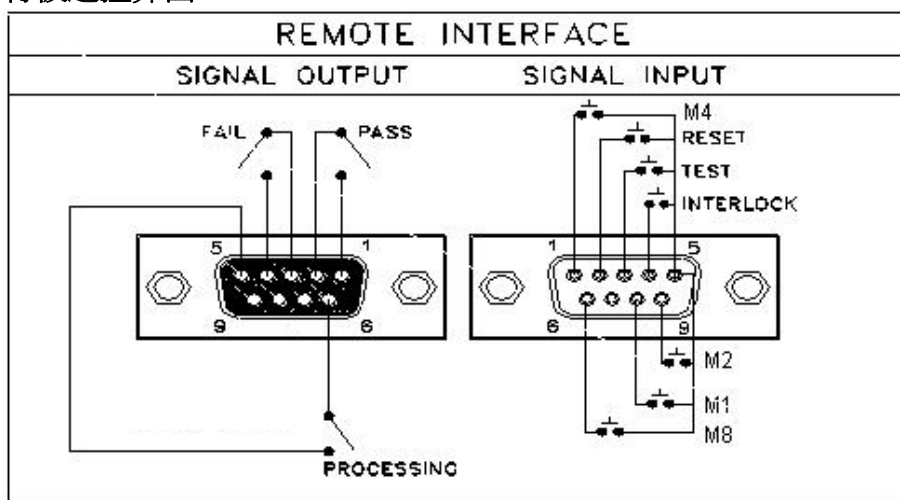 REMOTE INTERFACE
SIGNAL OUTPUT SIGNAL INPUT
FAIL PASS
M4
RESET
TEST
INTERLOCK
5 1 1 5
9 6 6 9
M2
M1
M8
PROCESSING